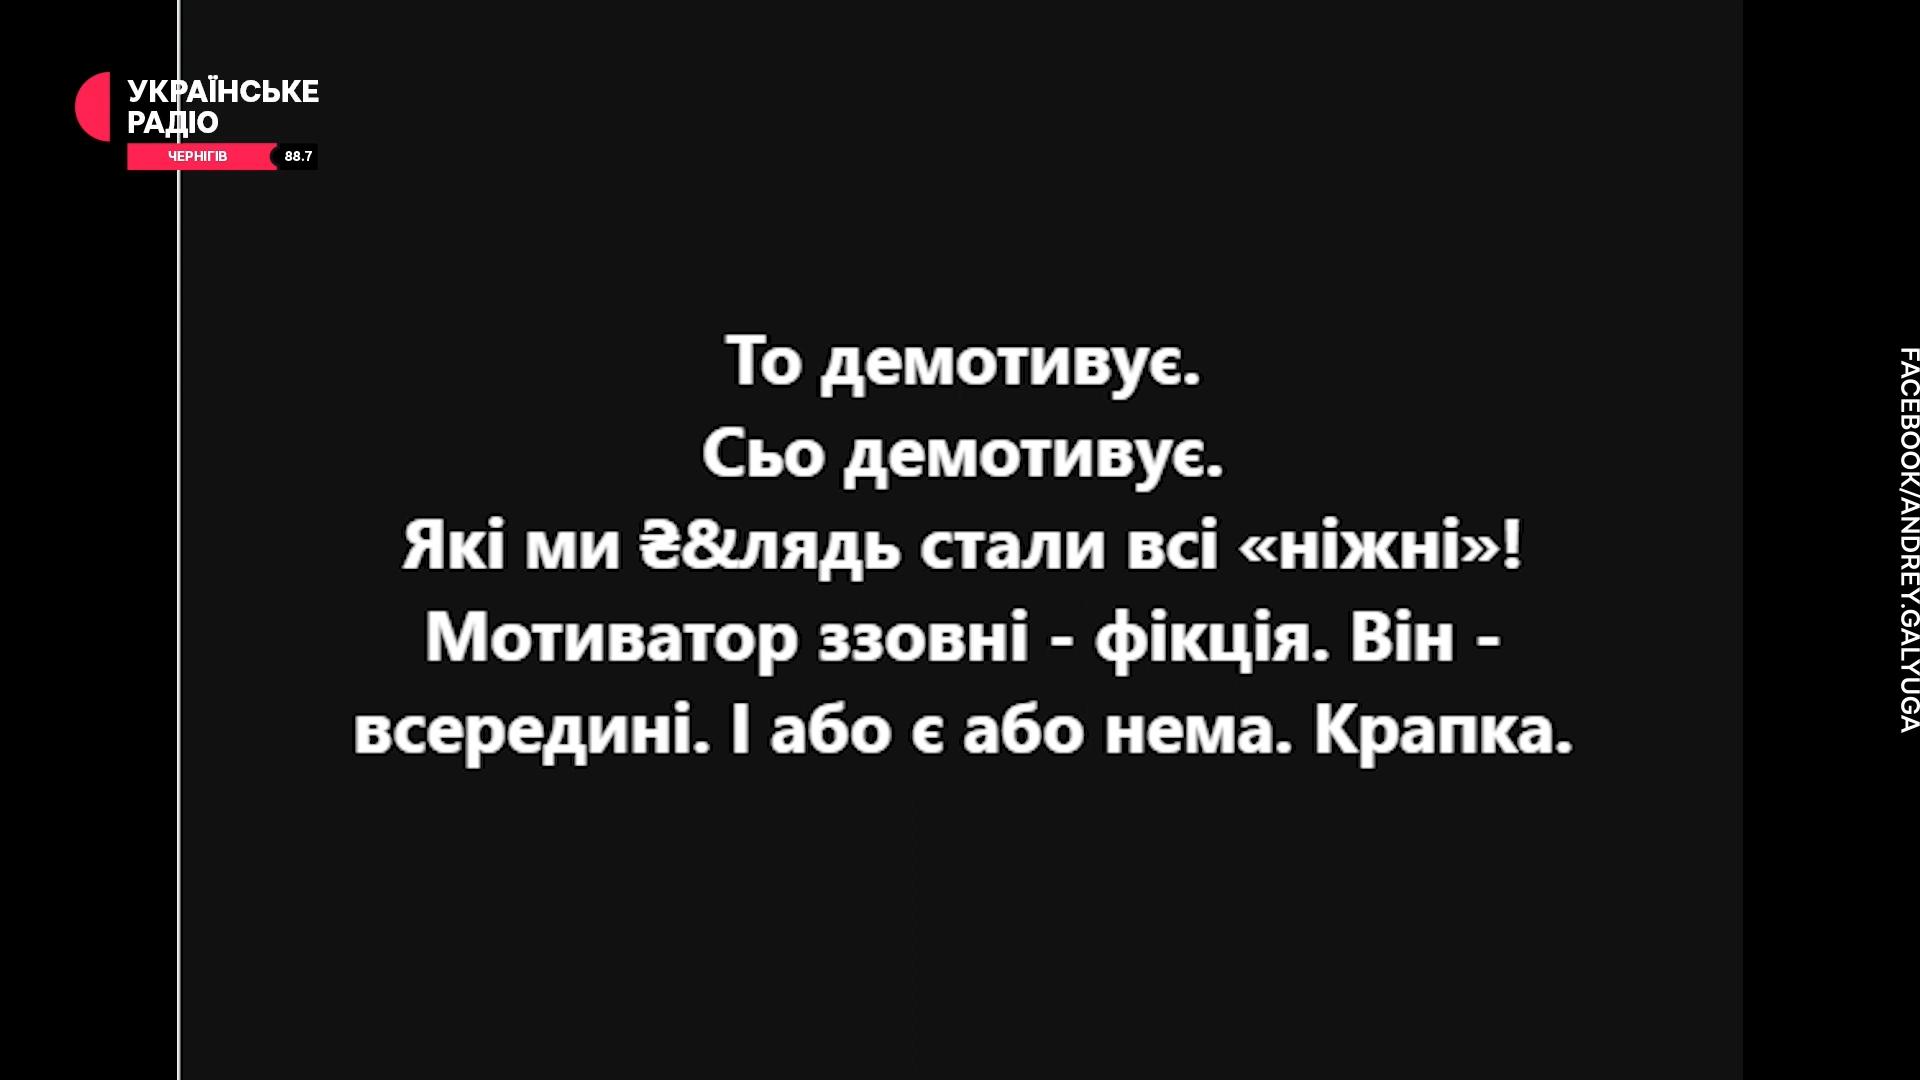 УКРАЇНСЬКЕ
РАДІО
ЧЕРНІГІВ 88.7
То демотивує.
Сьо демотивує.
Які ми ₴&лядь стали всі «ніжні»!
Мотиватор ззовні - фікція. Він -
всередині. І або є або нема. Крапка.
FACEBOOK/ANDREY.GALYUGA